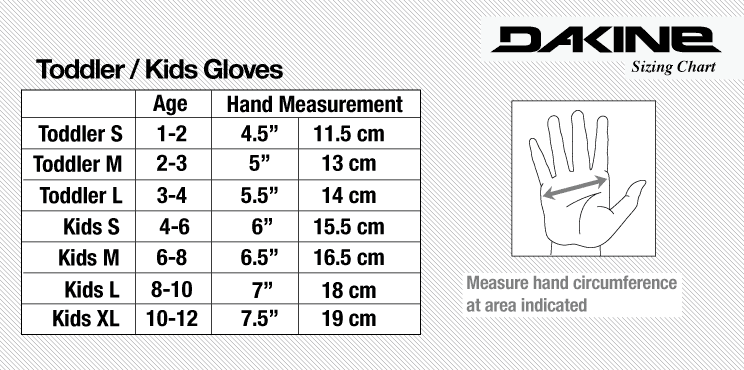 DAKINE
Sizing Chart
Toddler / Kids Gloves
Age Hand Measurement
Toddler S 1-2 4.5” 11.5 cm
Toddler M 2-3 5” 13 cm
Toddler L 3-4 5.5” 14 cm
Kids S 4-6 6” 15.5 cm
Kids M 6-8 6.5” 16.5 cm
Kids L 8-10 7” 18 cm
Kids XL 10-12 7.5” 19 cm
Measure hand circumference
at area indicated